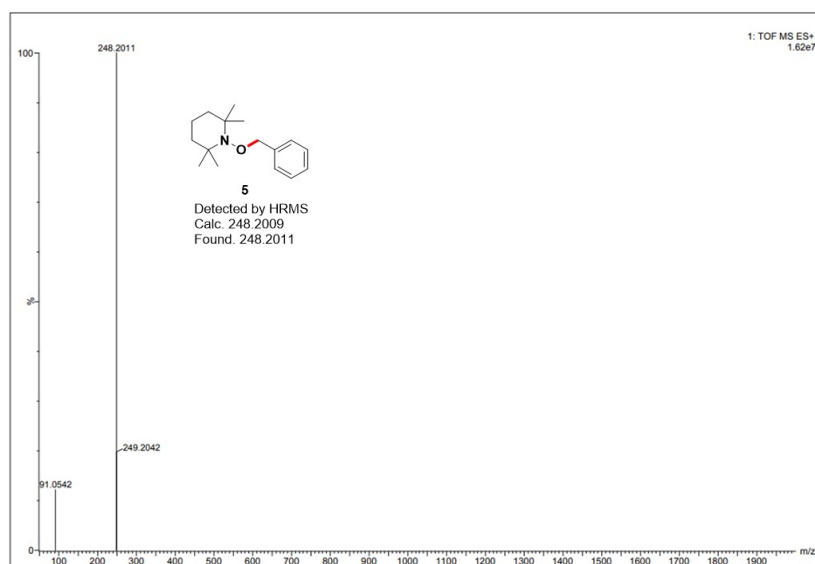 1: TOF MS ES+
1.62e7
100
248.2011
N
O
5
Detected by HRMS
Calc. 248.2009
Found. 248.2011
%
249.2042
91.0542
0
m/z
100 200 300 400 500 600 700 800 900 1000 1100 1200 1300 1400 1500 1600 1700 1800 1900